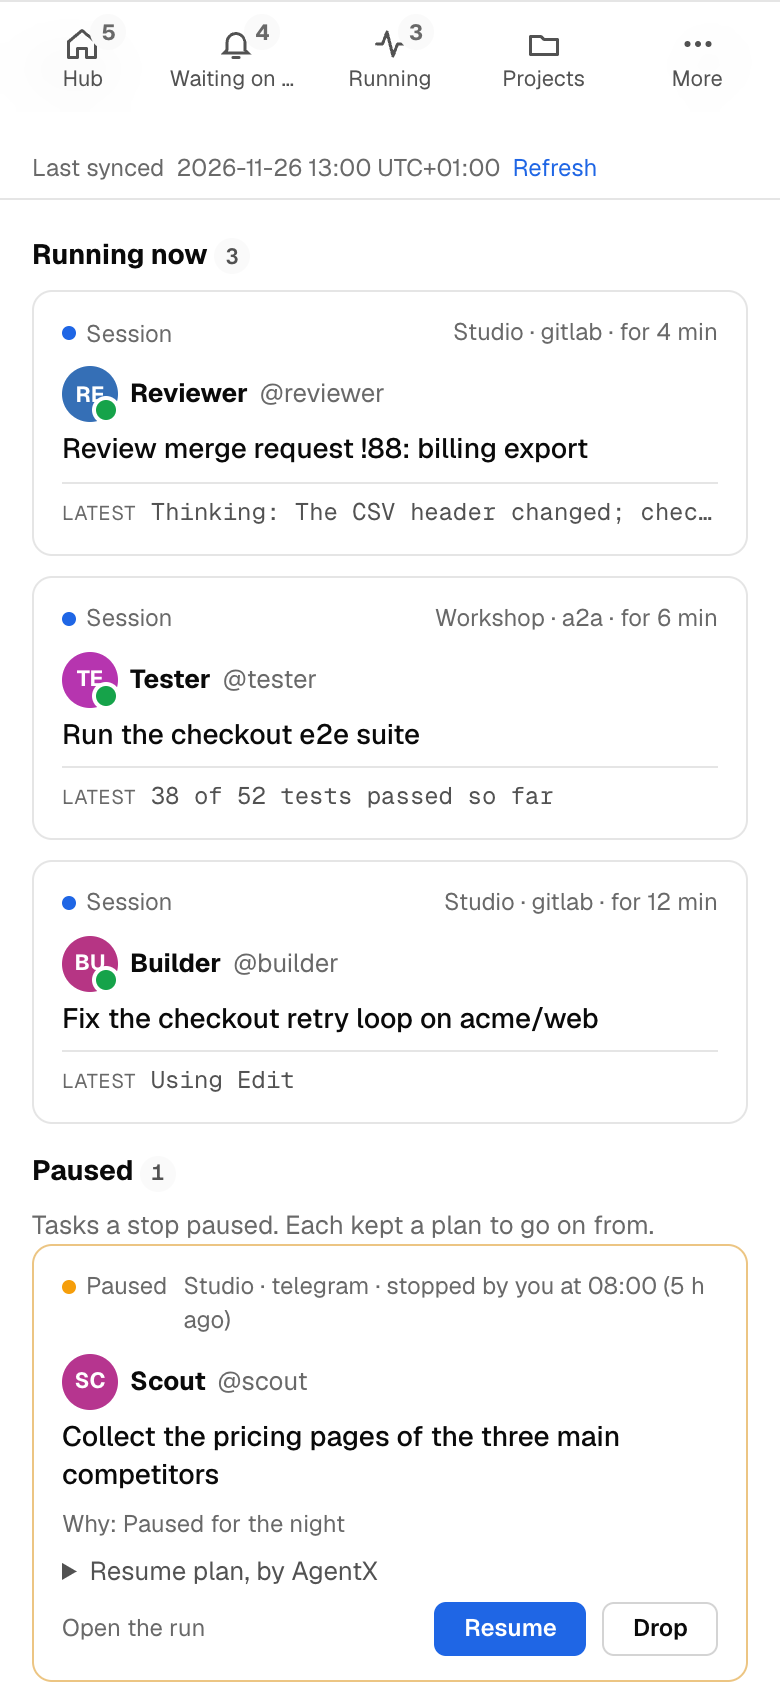 5
Hub
4
Waiting on ...
3
Running
Projects
More
Last synced 2026-11-26 13:00 UTC+01:00 Refresh
Running now 3
Session Studio · gitlab · for 4 min
RE Reviewer @reviewer
Review merge request !88: billing export
LATEST Thinking: The CSV header changed; chec…
Session Workshop · a2a · for 6 min
TE Tester @tester
Run the checkout e2e suite
LATEST 38 of 52 tests passed so far
Session Studio · gitlab · for 12 min
BU Builder @builder
Fix the checkout retry loop on acme/web
LATEST Using Edit
Paused 1
Tasks a stop paused. Each kept a plan to go on from.
Paused Studio · telegram · stopped by you at 08:00 (5 h
ago)
SC Scout @scout
Collect the pricing pages of the three main
competitors
Why: Paused for the night
Resume plan, by AgentX
Open the run Resume Drop